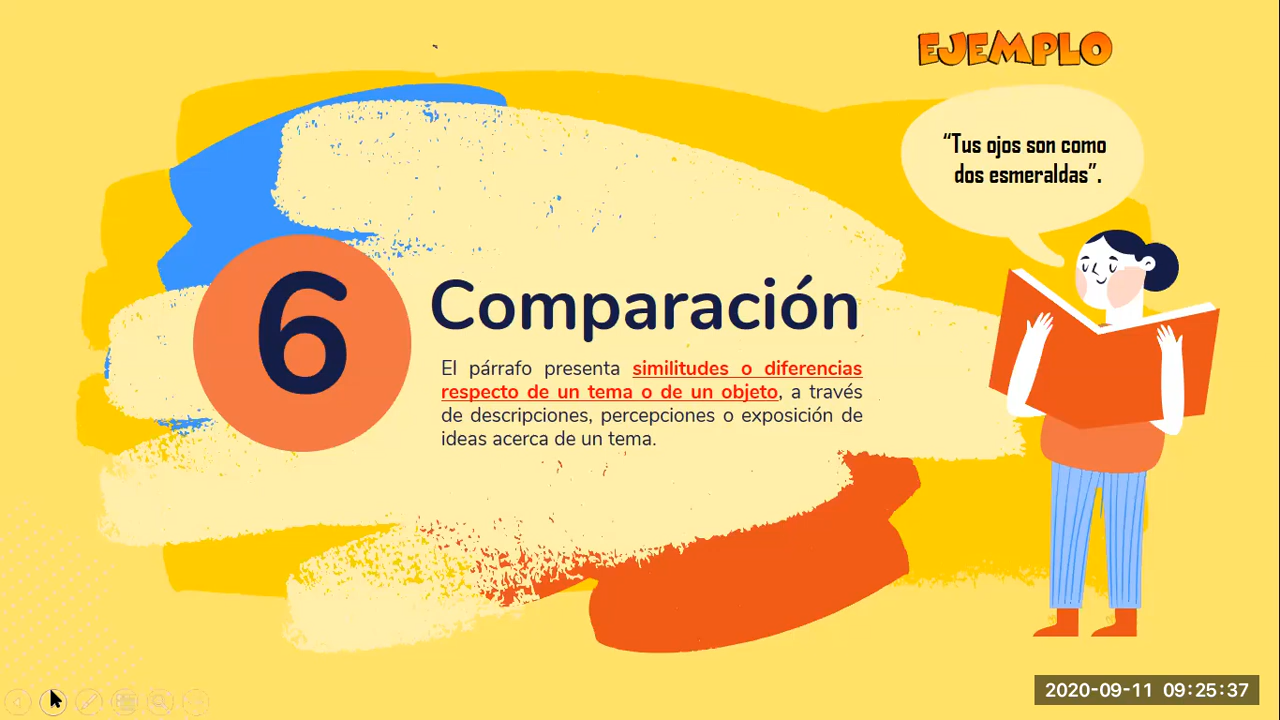 EJEMPLO
“Tus ojos son como
dos esmeraldas”.
6
Comparación
El párrafo presenta similitudes o diferencias
respecto de un tema o de un objeto, a través
de descripciones, percepciones o exposición de
ideas acerca de un tema.
2020-09-11 09:25:37